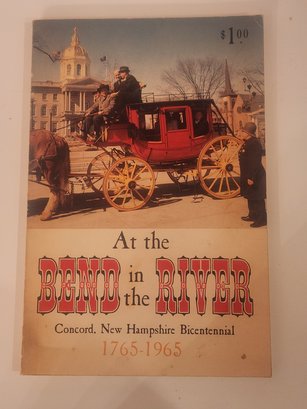 $1.00
At the
BEND in the RIVER
Concord, New Hampshire Bicentennial
1765-1965